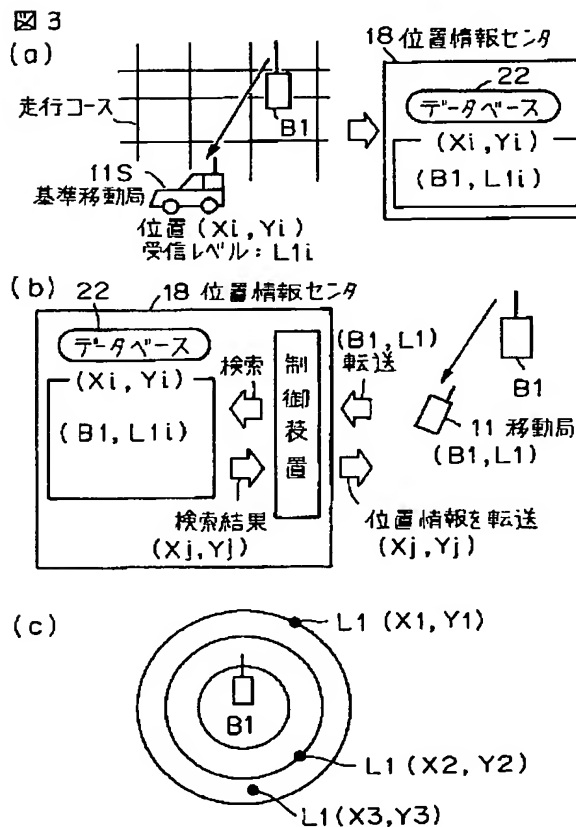 図3
(a)
走行コース
B1
11S
基準移動局
位置(Xi,Yi)
受信レベル:L1i
18 位置情報センタ
22
データベース
(Xi,Yi)
(B1,L1i)
(b)
22
18 位置情報センタ
データベース
(Xi,Yi)
(B1,L1i)
検索
検索結果
(Xj,Yj)
制御装置
(B1,L1)
転送
位置情報を転送
(Xj,Yj)
B1
11 移動局
(B1,L1)
(c)
B1
L1 (X1,Y1)
L1 (X2,Y2)
L1(X3,Y3)